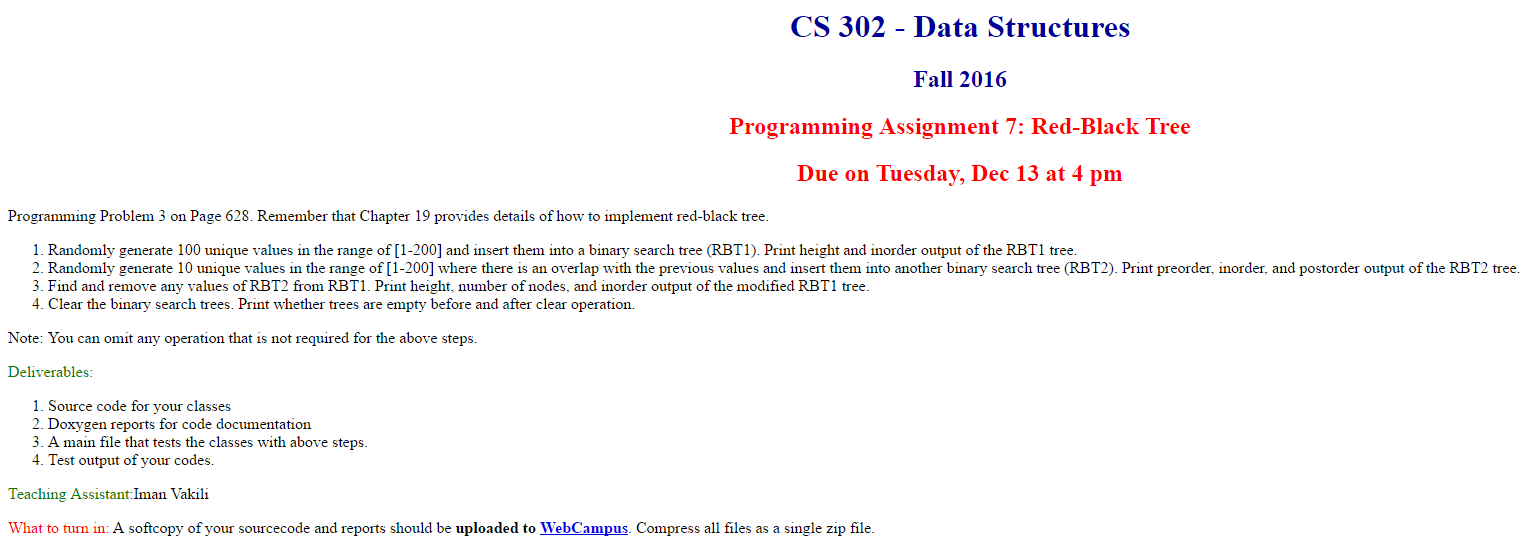 CS 302 - Data Structures
Fall 2016
Programming Assignment 7: Red-Black Tree
Due on Tuesday, Dec 13 at 4 pm
Programming Problem 3 on Page 628. Remember that Chapter 19 provides details of how to implement red-black tree.
1. Randomly generate 100 unique values in the range of [1-200] and insert them into a binary search tree (RBT1). Print height and inorder output of the RBT1 tree.
2. Randomly generate 10 unique values in the range of [1-200] where there is an overlap with the previous values and insert them into another binary search tree (RBT2). Print preorder, inorder, and postorder output of the RBT2 tree.
3. Find and remove any values of RBT2 from RBT1. Print height, number of nodes, and inorder output of the modified RBT1 tree.
4. Clear the binary search trees. Print whether trees are empty before and after clear operation.
Note: You can omit any operation that is not required for the above steps.
Deliverables:
1. Source code for your classes
2. Doxygen reports for code documentation
3. A main file that tests the classes with above steps.
4. Test output of your codes.
Teaching Assistant:Iman Vakili
What to turn in: A softcopy of your sourcecode and reports should be uploaded to WebCampus. Compress all files as a single zip file.